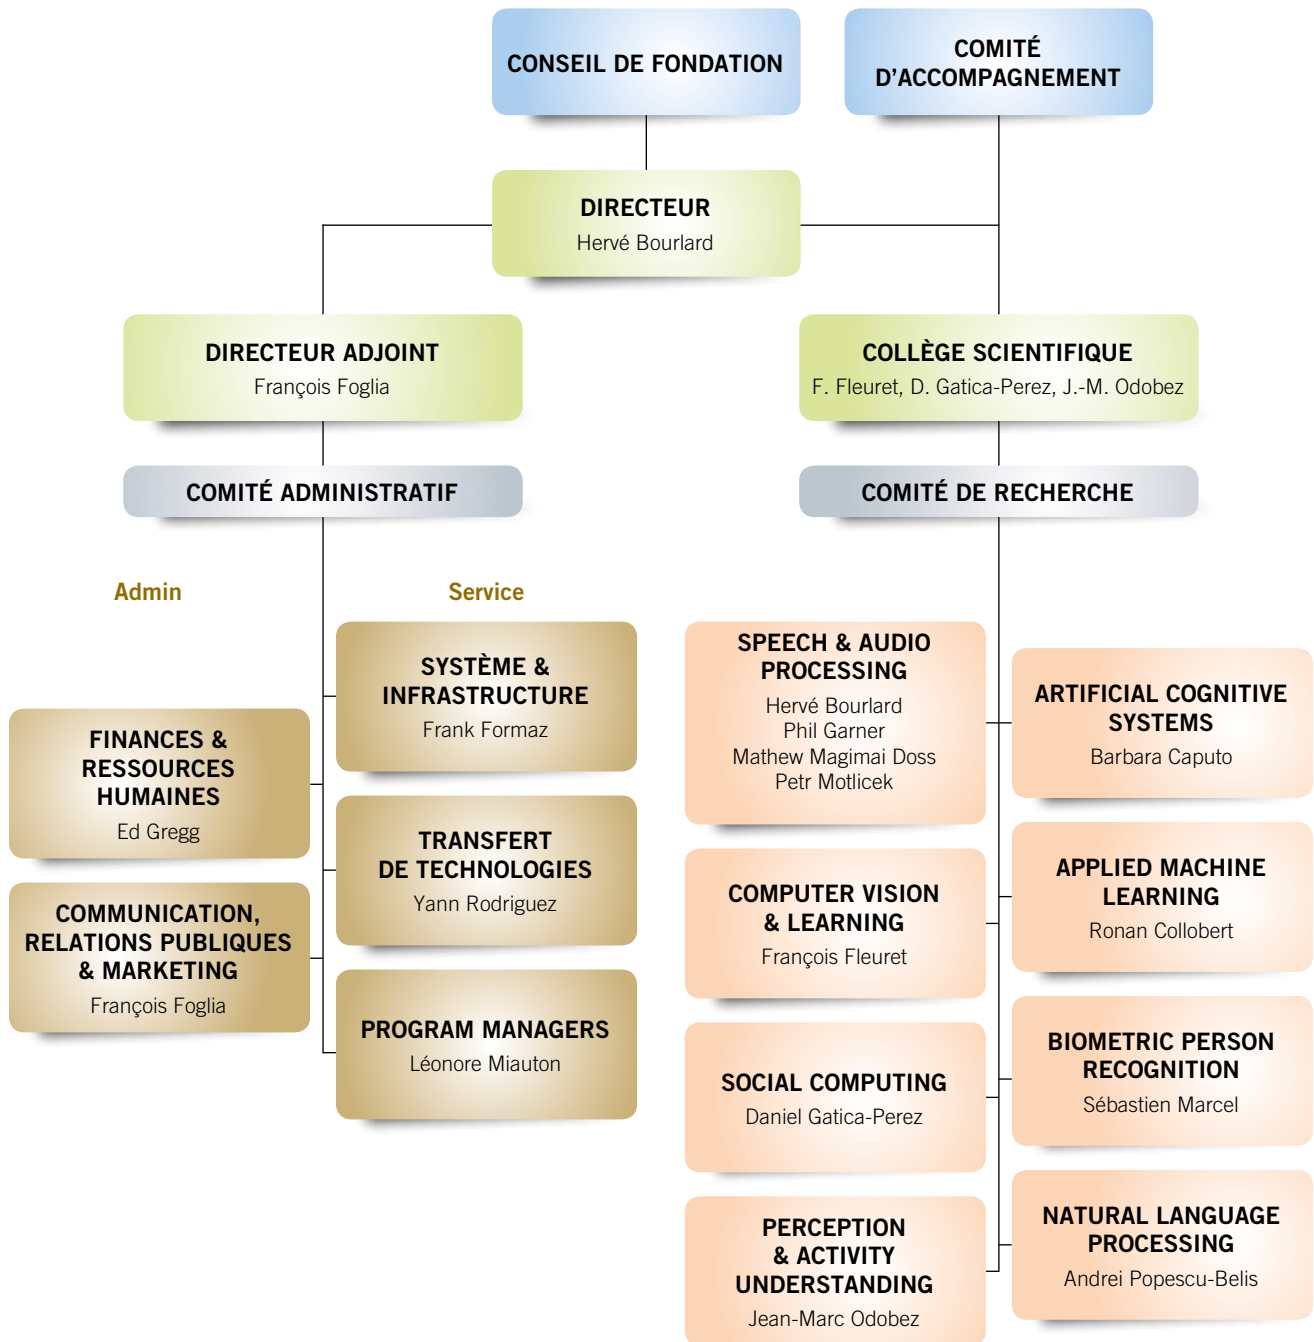 CONSEIL DE FONDATION
COMITÉ
D’ACCOMPAGNEMENT
DIRECTEUR
Hervé Bourlard
DIRECTEUR ADJOINT
François Foglia
COLLÈGE SCIENTIFIQUE
F. Fleuret, D. Gatica-Perez, J.-M. Odobez
COMITÉ ADMINISTRATIF
COMITÉ DE RECHERCHE
Admin
Service
FINANCES &
RESSOURCES
HUMAINES
Ed Gregg
COMMUNICATION,
RELATIONS PUBLIQUES
& MARKETING
François Foglia
SYSTÈME &
INFRASTRUCTURE
Frank Formaz
TRANSFERT
DE TECHNOLOGIES
Yann Rodriguez
PROGRAM MANAGERS
Léonore Miauton
SPEECH & AUDIO
PROCESSING
Hervé Bourlard
Phil Garner
Mathew Magimai Doss
Petr Motlicek
COMPUTER VISION
& LEARNING
François Fleuret
SOCIAL COMPUTING
Daniel Gatica-Perez
PERCEPTION
& ACTIVITY
UNDERSTANDING
Jean-Marc Odobez
ARTIFICIAL COGNITIVE
SYSTEMS
Barbara Caputo
APPLIED MACHINE
LEARNING
Ronan Collobert
BIOMETRIC PERSON
RECOGNITION
Sébastien Marcel
NATURAL LANGUAGE
PROCESSING
Andrei Popescu-Belis